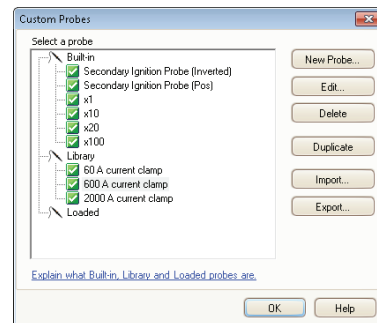 Custom Probes
Select a probe
Built-in
Secondary Ignition Probe (Inverted)
Secondary Ignition Probe (Pos)
x1
x10
x20
x100
Library
60 A current clamp
600 A current clamp
2000 A current clamp
Loaded
New Probe...
Edit...
Delete
Duplicate
Import...
Export...
Explain what Built-in, Library and Loaded probes are.
OK
Help